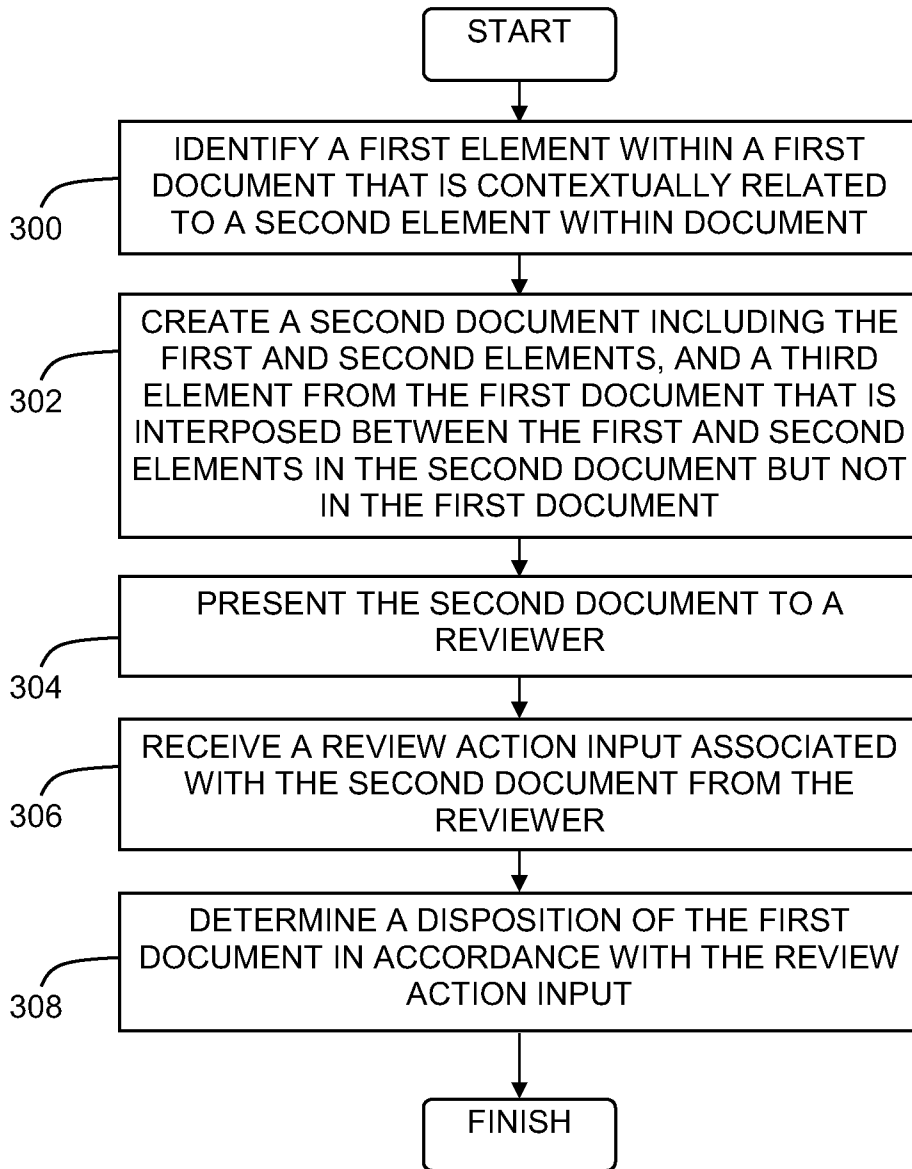 START
IDENTIFY A FIRST ELEMENT WITHIN A FIRST
DOCUMENT THAT IS CONTEXTUALLY RELATED
TO A SECOND ELEMENT WITHIN DOCUMENT
300
CREATE A SECOND DOCUMENT INCLUDING THE
FIRST AND SECOND ELEMENTS, AND A THIRD
ELEMENT FROM THE FIRST DOCUMENT THAT IS
INTERPOSED BETWEEN THE FIRST AND SECOND
ELEMENTS IN THE SECOND DOCUMENT BUT NOT
IN THE FIRST DOCUMENT
302
PRESENT THE SECOND DOCUMENT TO A
REVIEWER
304
RECEIVE A REVIEW ACTION INPUT ASSOCIATED
WITH THE SECOND DOCUMENT FROM THE
REVIEWER
306
DETERMINE A DISPOSITION OF THE FIRST
DOCUMENT IN ACCORDANCE WITH THE REVIEW
ACTION INPUT
308
FINISH